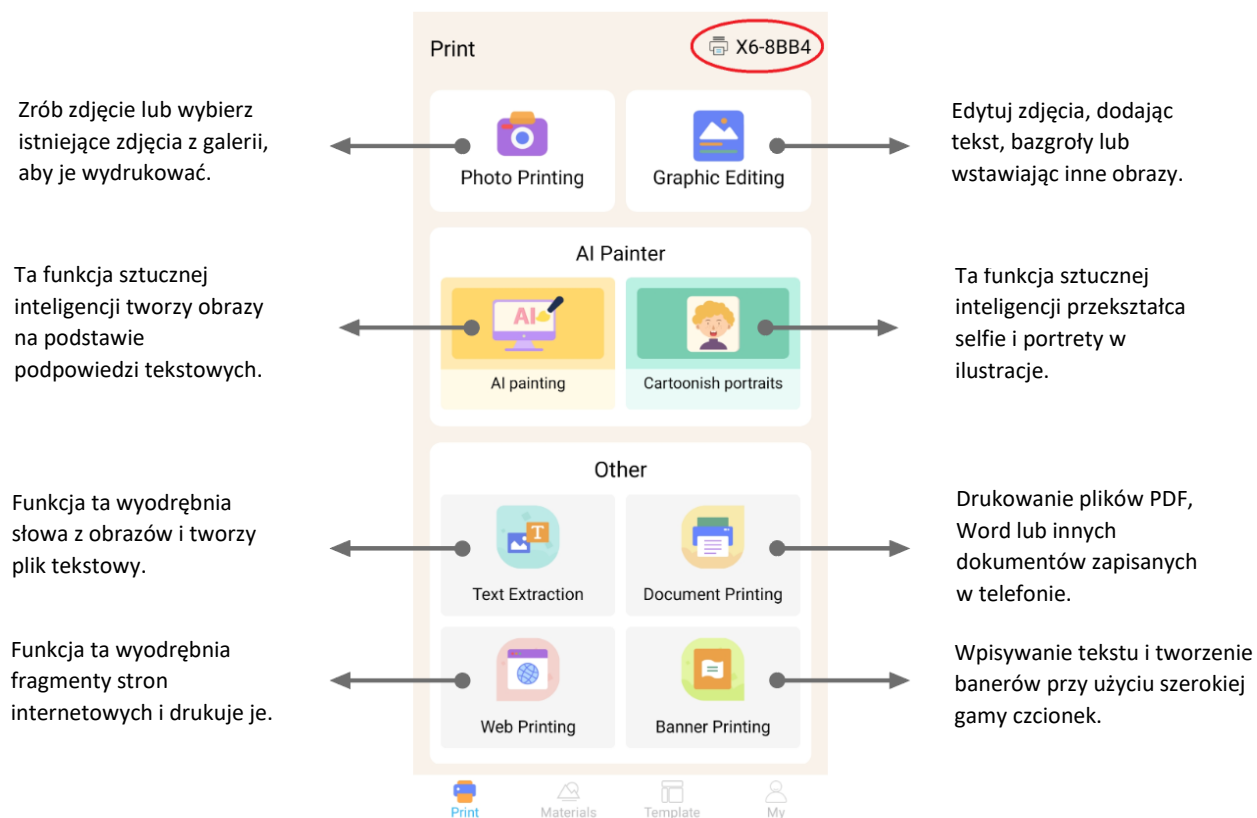 Print
X6-8BB4
Zrób zdjęcie lub wybierz
istniejące zdjęcia z galerii,
aby je wydrukować.
Photo Printing
Graphic Editing
Edytuj zdjęcia, dodając
tekst, bazgroły lub
wstawiając inne obrazy.
AI Painter
Ta funkcja sztucznej
inteligencji tworzy obrazy
na podstawie
podpowiedzi tekstowych.
AI
AI painting
Cartoonish portraits
Ta funkcja sztucznej
inteligencji przekształca
selfie i portrety w
ilustracje.
Other
Funkcja ta wyodrębnia
słowa z obrazów i tworzy
plik tekstowy.
T
Text Extraction
Document Printing
Drukowanie plików PDF,
Word lub innych
dokumentów zapisanych
w telefonie.
Funkcja ta wyodrębnia
fragmenty stron
internetowych i drukuje je.
Web Printing
Banner Printing
Wpisywanie tekstu i tworzenie
banerów przy użyciu szerokiej
gamy czcionek.
Print
Materials
Template
My